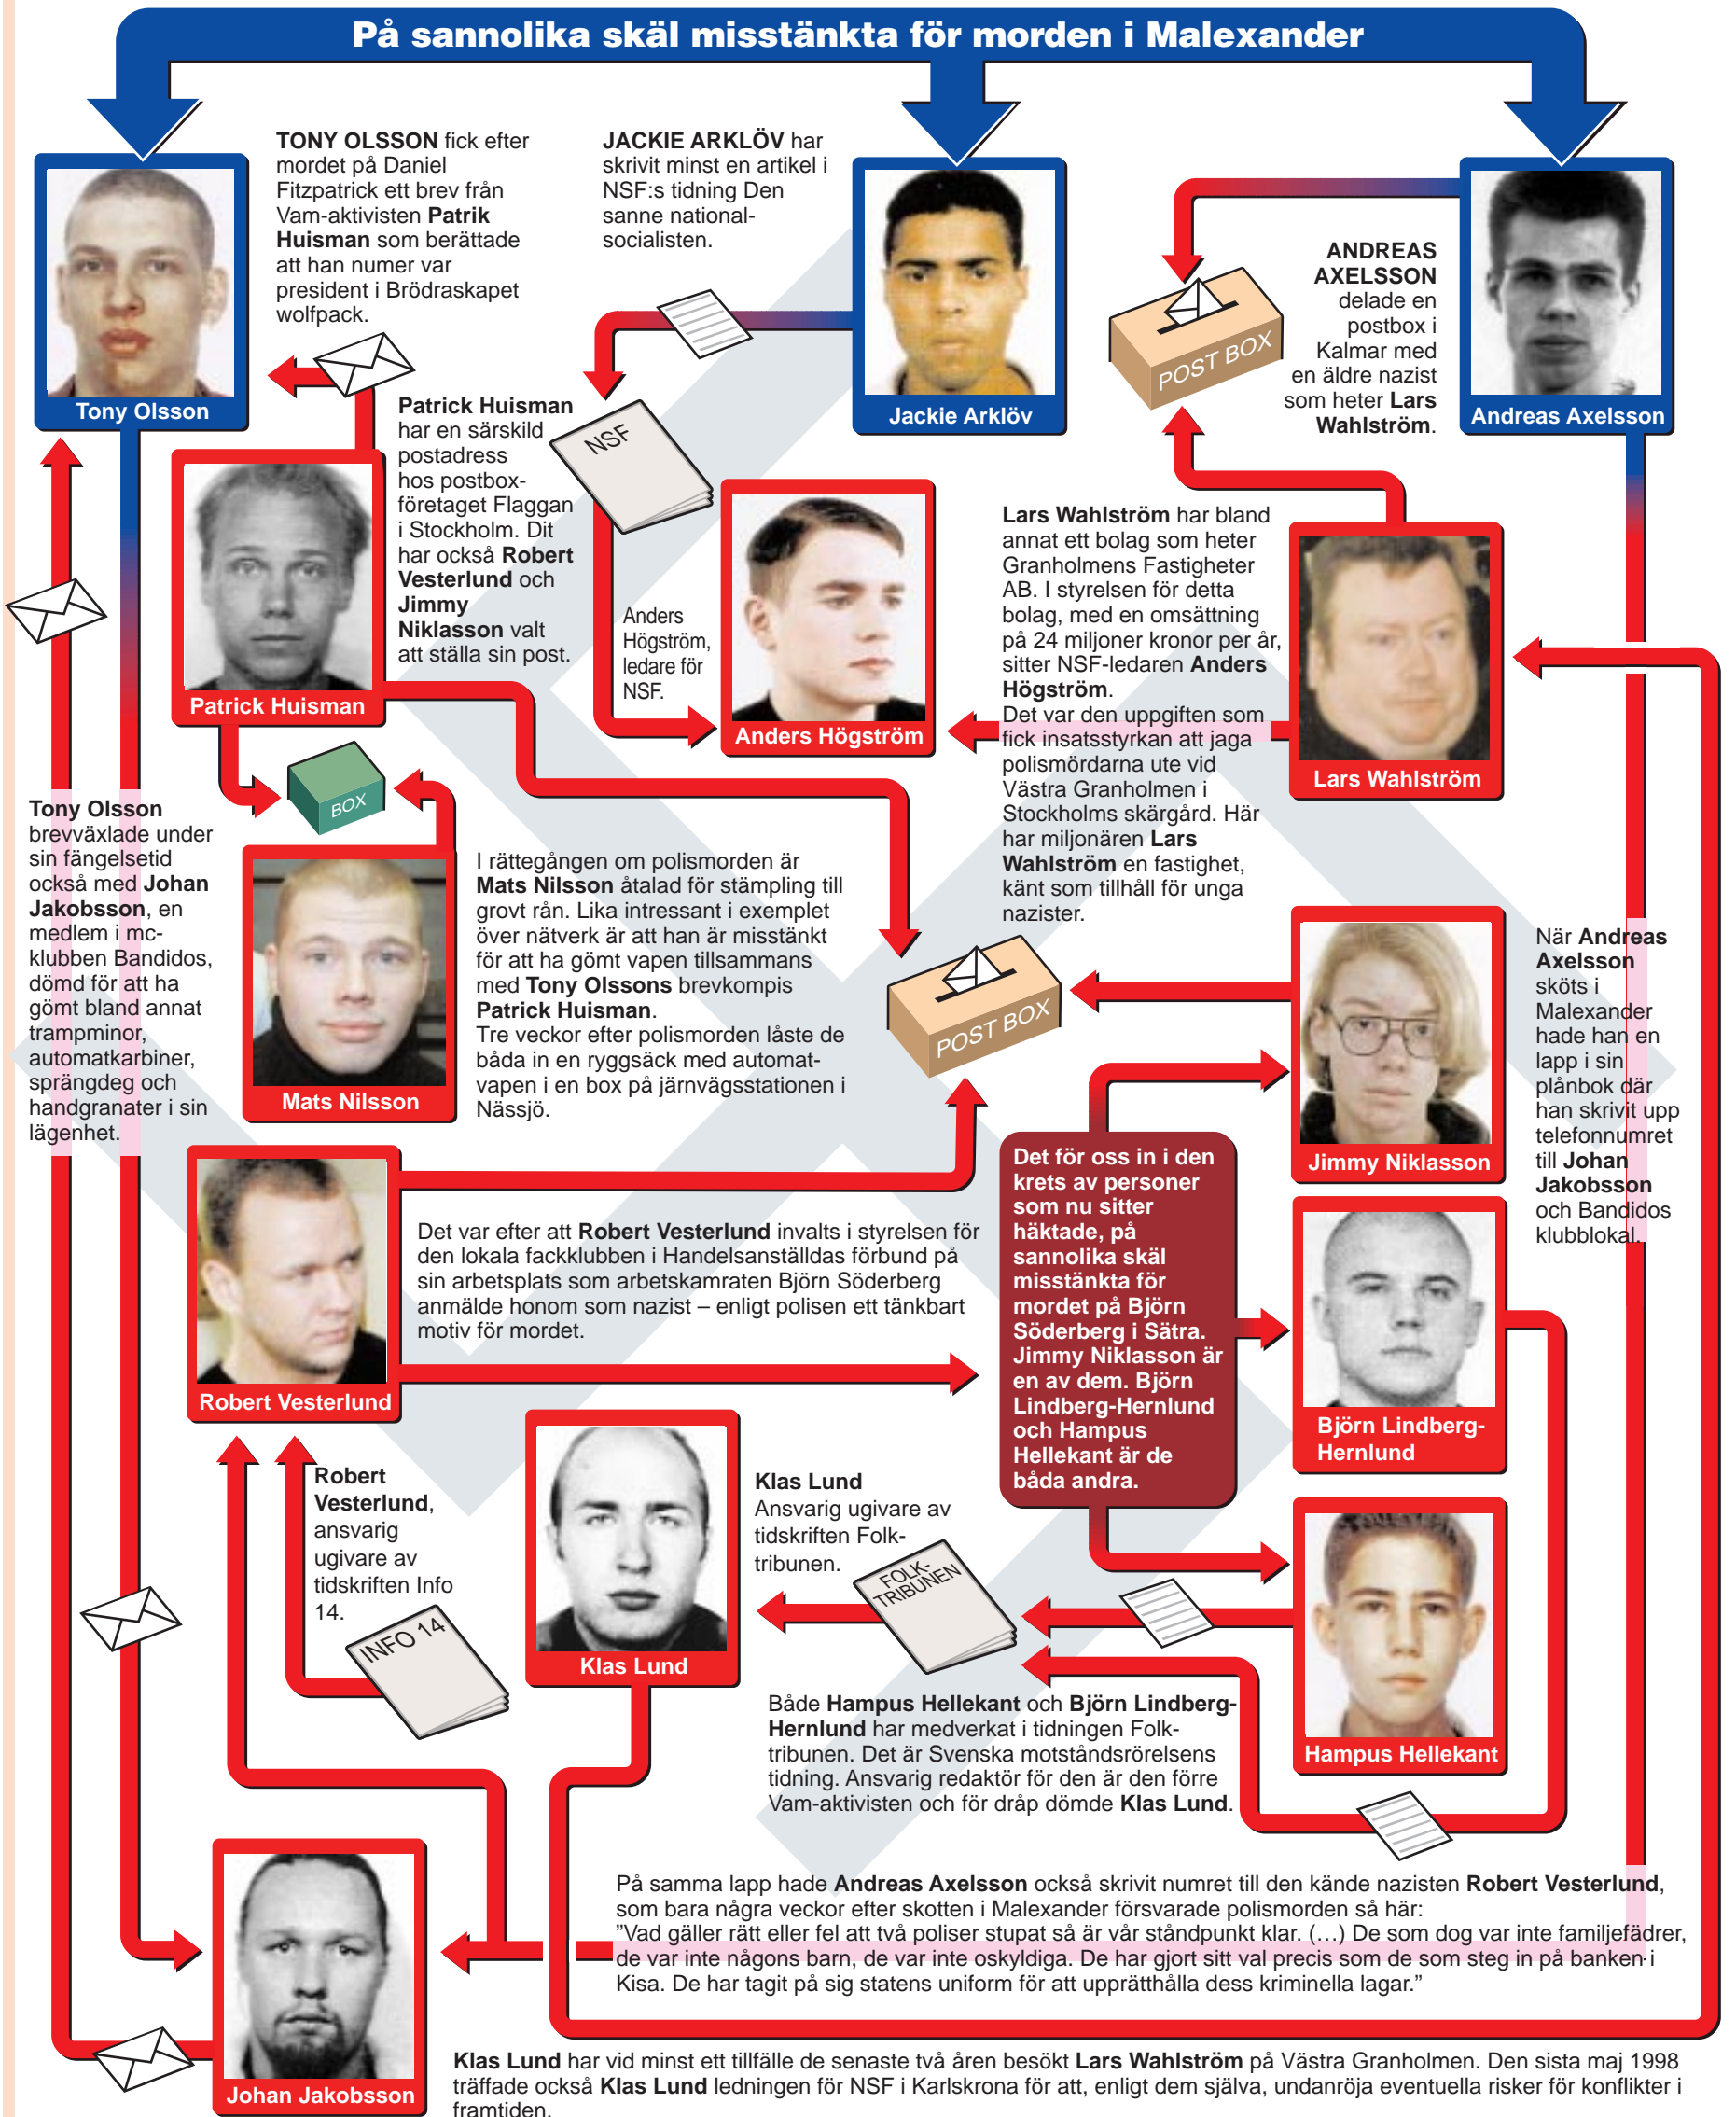 På sannolika skäl misstänkta för morden i Malexander
TONY OLSSON fick efter
mordet på Daniel
Fitzpatrick ett brev från
Vam-aktivisten Patrik
Huisman som berättade
att han numer var
president i Brödraskapet
wolfpack.
JACKIE ARKLÖV har
skrivit minst en artikel i
NSF:s tidning Den
sanne national-
socialisten.
ANDREAS
AXELSSON
delade en
postbox i
Kalmar med
en äldre nazist
som heter Lars
Wahlström.
POST BOX
Tony Olsson
Jackie Arklöv
Andreas Axelsson
Patrick Huisman
har en särskild
postadress
hos postbox-
företaget Flaggan
i Stockholm. Dit
har också Robert
Vesterlund och
Jimmy
Niklasson valt
att ställa sin post.
NSF
Anders
Högström,
ledare för
NSF.
Lars Wahlström har bland
annat ett bolag som heter
Granholmens Fastigheter
AB. I styrelsen för detta
bolag, med en omsättning
på 24 miljoner kronor per år,
sitter NSF-ledaren Anders
Högström.
Det var den uppgiften som
fick insatsstyrkan att jaga
polismördarna ute vid
Västra Granholmen i
Stockholms skärgård. Här
har miljonären Lars
Wahlström en fastighet,
känt som tillhåll för unga
nazister.
Patrick Huisman
Anders Högström
Lars Wahlström
BOX
Tony Olsson
brevväxlade under
sin fängelsetid
också med Johan
Jakobsson, en
medlem i mc-
klubben Bandidos,
dömd för att ha
gömt bland annat
trampminor,
automatkarbiner,
sprängdeg och
handgranater i sin
lägenhet.
Mats Nilsson
I rättegången om polismorden är
Mats Nilsson åtalad för stämpling till
grovt rån. Lika intressant i exemplet
över nätverk är att han är misstänkt
för att ha gömt vapen tillsammans
med Tony Olssons brevkompis
Patrick Huisman.
Tre veckor efter polismorden låste de
båda in en ryggsäck med automat-
vapen i en box på järnvägsstationen i
Nässjö.
POST BOX
Jimmy Niklasson
När Andreas
Axelsson
sköts i
Malexander
hade han en
lapp i sin
plånbok där
han skrivit upp
telefonnumret
till Johan
Jakobsson
och Bandidos
klubblokal.
Robert Vesterlund
Det var efter att Robert Vesterlund invalts i styrelsen för
den lokala fackklubben i Handelsanställdas förbund på
sin arbetsplats som arbetskamraten Björn Söderberg
anmälde honom som nazist – enligt polisen ett tänkbart
motiv för mordet.
Det för oss in i den
krets av personer
som nu sitter
häktade, på
sannolika skäl
misstänkta för
mordet på Björn
Söderberg i Sätra.
Jimmy Niklasson är
en av dem. Björn
Lindberg-Hernlund
och Hampus
Hellekant är de
båda andra.
Björn Lindberg-
Hernlund
Robert
Vesterlund,
ansvarig
ugivare av
tidskriften Info
14.
INFO 14
Klas Lund
Klas Lund
Ansvarig ugivare av
tidskriften Folk-
tribunen.
FOLK-
TRIBUNEN
Hampus Hellekant
Både Hampus Hellekant och Björn Lindberg-
Hernlund har medverkat i tidningen Folk-
tribunen. Det är Svenska motståndsrörelsens
tidning. Ansvarig redaktör för den är den förre
Vam-aktivisten och för dråp dömde Klas Lund.
På samma lapp hade Andreas Axelsson också skrivit numret till den kände nazisten Robert Vesterlund,
som bara några veckor efter skotten i Malexander försvarade polismorden så här:
”Vad gäller rätt eller fel att två poliser stupat så är vår ståndpunkt klar. (…) De som dog var inte familjefädrer,
de var inte någons barn, de var inte oskyldiga. De har gjort sitt val precis som de som steg in på banken i
Kisa. De har tagit på sig statens uniform för att upprätthålla dess kriminella lagar.”
Johan Jakobsson
Klas Lund har vid minst ett tillfälle de senaste två åren besökt Lars Wahlström på Västra Granholmen. Den sista maj 1998
träffade också Klas Lund ledningen för NSF i Karlskrona för att, enligt dem själva, undanröja eventuella risker för konflikter i
framtiden.